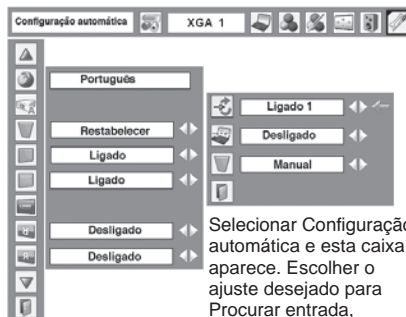 Configuração automática
XGA 1
Português
Restabelecer
Ligado
Ligado
Desligado
Desligado
Ligado 1
Desligado
Manual
Selecionar Configuração
automática e esta caixa
aparece. Escolher o
ajuste desejado para
Procurar entrada,